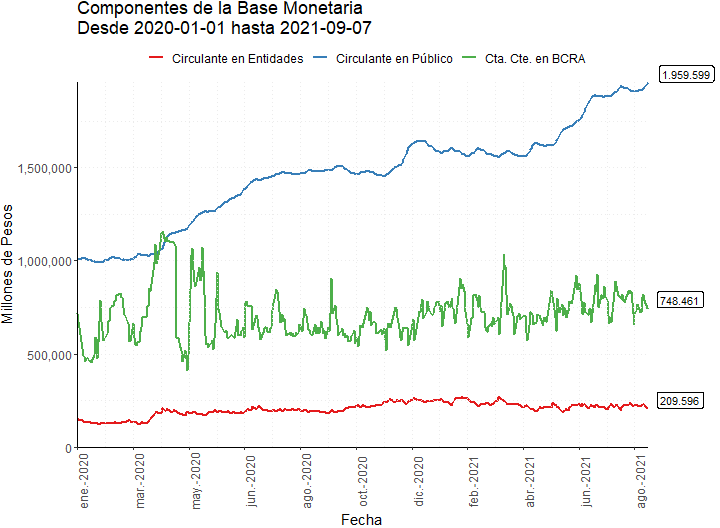 Componentes de la Base Monetaria
Desde 2020-01-01 hasta 2021-09-07
Circulante en Entidades Circulante en Público Cta. Cte. en BCRA
Millones de Pesos
1,500,000
1,000,000
500,000
0
1.959.599
748.461
209.596
ene.-2020 mar.-2020 may.-2020 jun.-2020 ago.-2020 oct.-2020 dic.-2020 feb.-2021 abr.-2021 jun.-2021 ago.-2021
Fecha